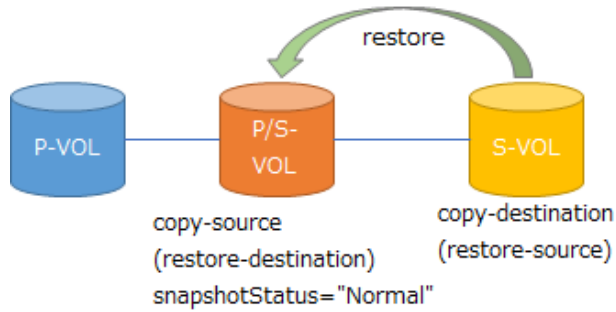 restore
P-VOL
P/S-
VOL
S-VOL
copy-source
(restore-destination)
snapshotStatus="Normal"
copy-destination
(restore-source)